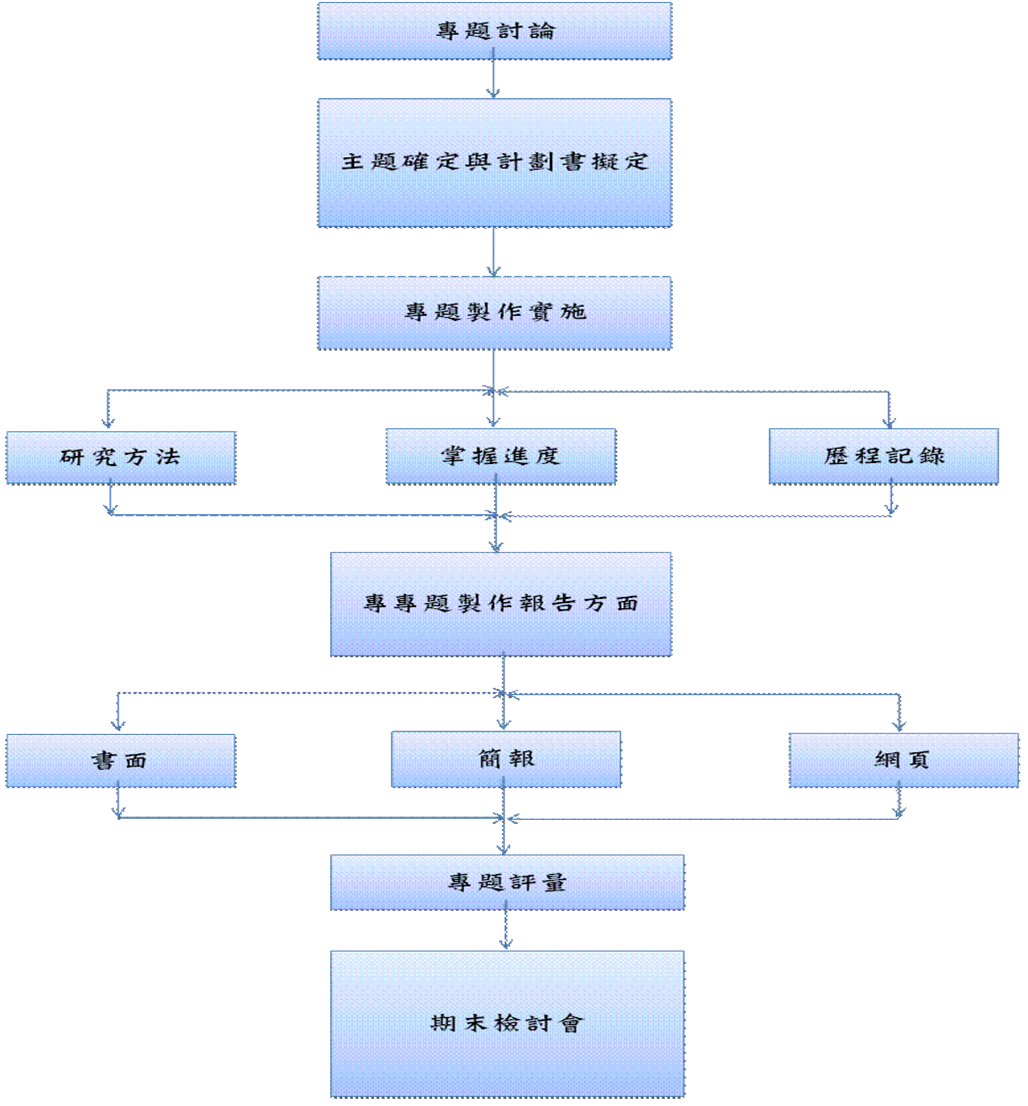 專題討論
主題確定與計劃書擬定
專題製作實施
研究方法
掌握進度
歷程記錄
專專題製作報告方面
書面
簡報
網頁
專題評量
期末檢討會